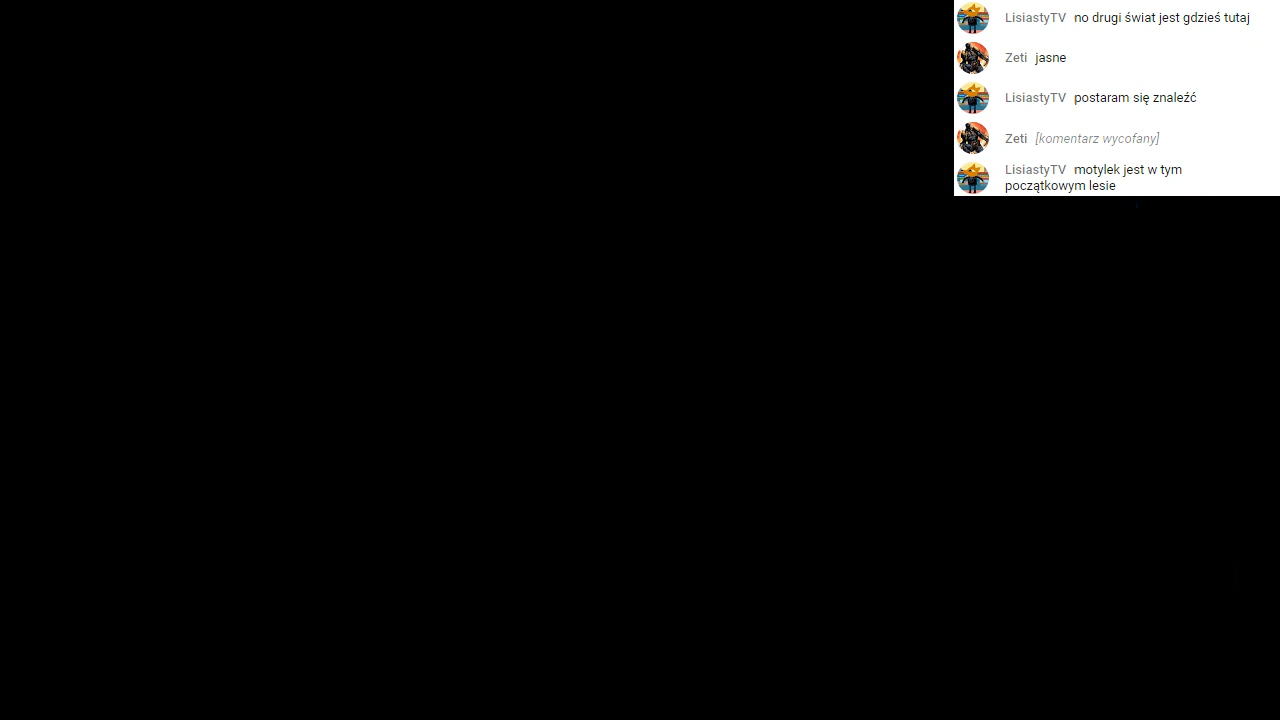 LisiastyTV no drugi świat jest gdzieś tutaj
Zeti jasne
LisiastyTV postaram się znaleźć
Zeti [komentarz wycofany]
LisiastyTV motylek jest w tym
początkowym lesie